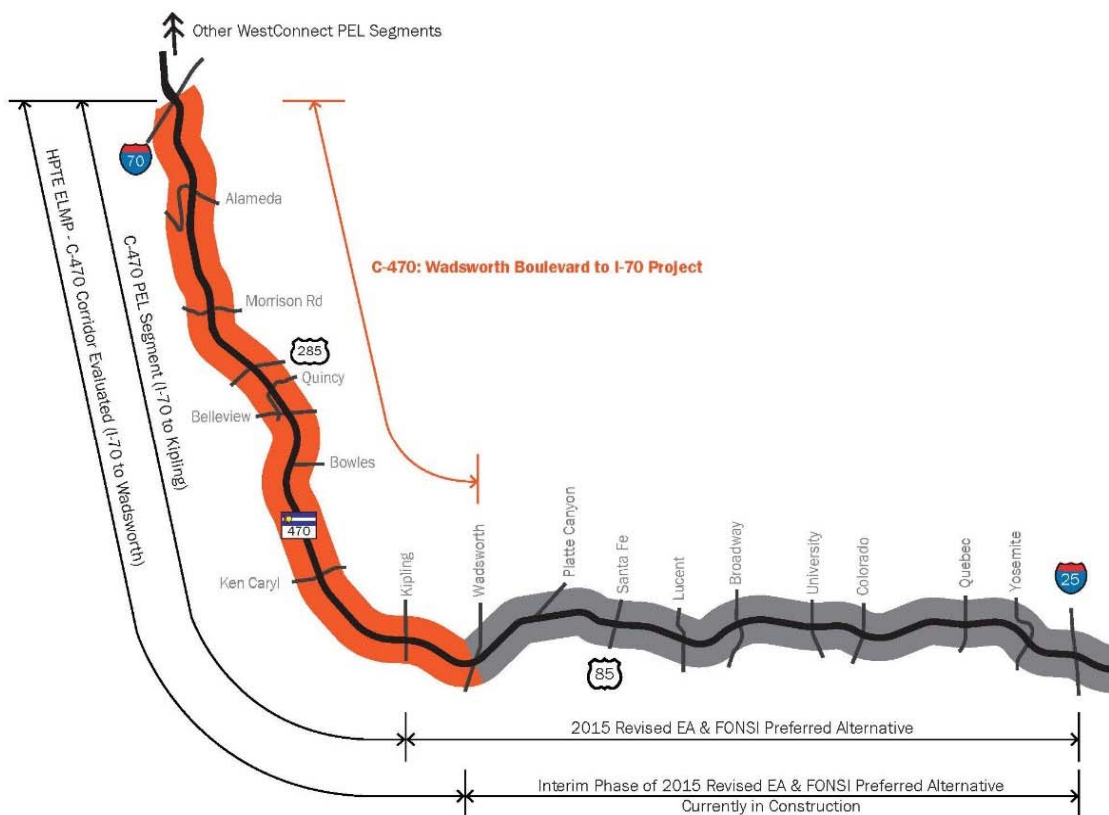 Other WestConnect PEL Segments
70
Alameda
HPTE ELMP - C-470 Corridor Evaluated (I-70 to Wadsworth)
C-470 PEL Segment (I-70 to Kipling)
C-470: Wadsworth Boulevard to I-70 Project
Morrison Rd
285
Quincy
Belleview
Bowles
470
Ken Caryl
Kipling
Wadsworth
Platte Canyon
Santa Fe
Lucent
Broadway
University
Colorado
Quebec
Yosemite
25
85
2015 Revised EA & FONSI Preferred Alternative
Interim Phase of 2015 Revised EA & FONSI Preferred Alternative
Currently in Construction